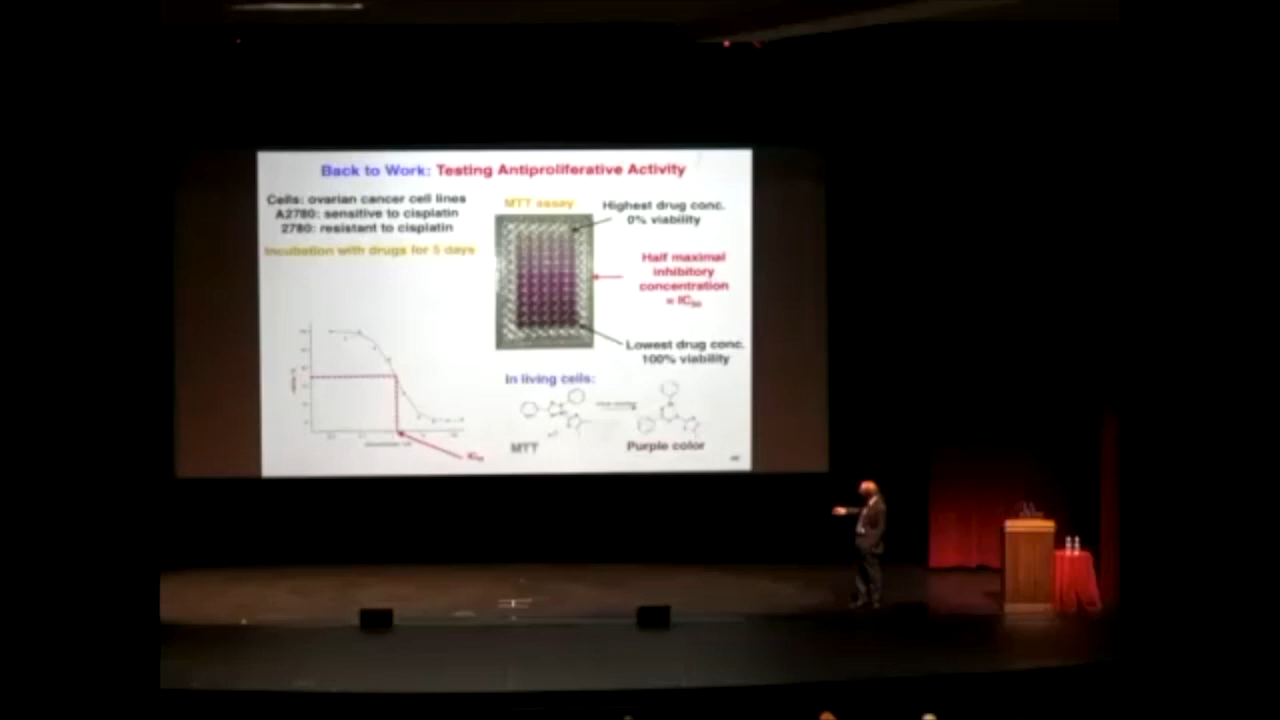 Back to Work: Testing Antiproliferative Activity
Cells: ovarian cancer cell lines
A2780: sensitive to cisplatin
2780: resistant to cisplatin
Incubation with drugs for 5 days
MTT assay:
Highest drug conc.
0% viability
Half maximal
inhibitory
concentration
= IC50
Lowest drug conc.
100% viability
IC50
In living cells:
MTT
Purple color